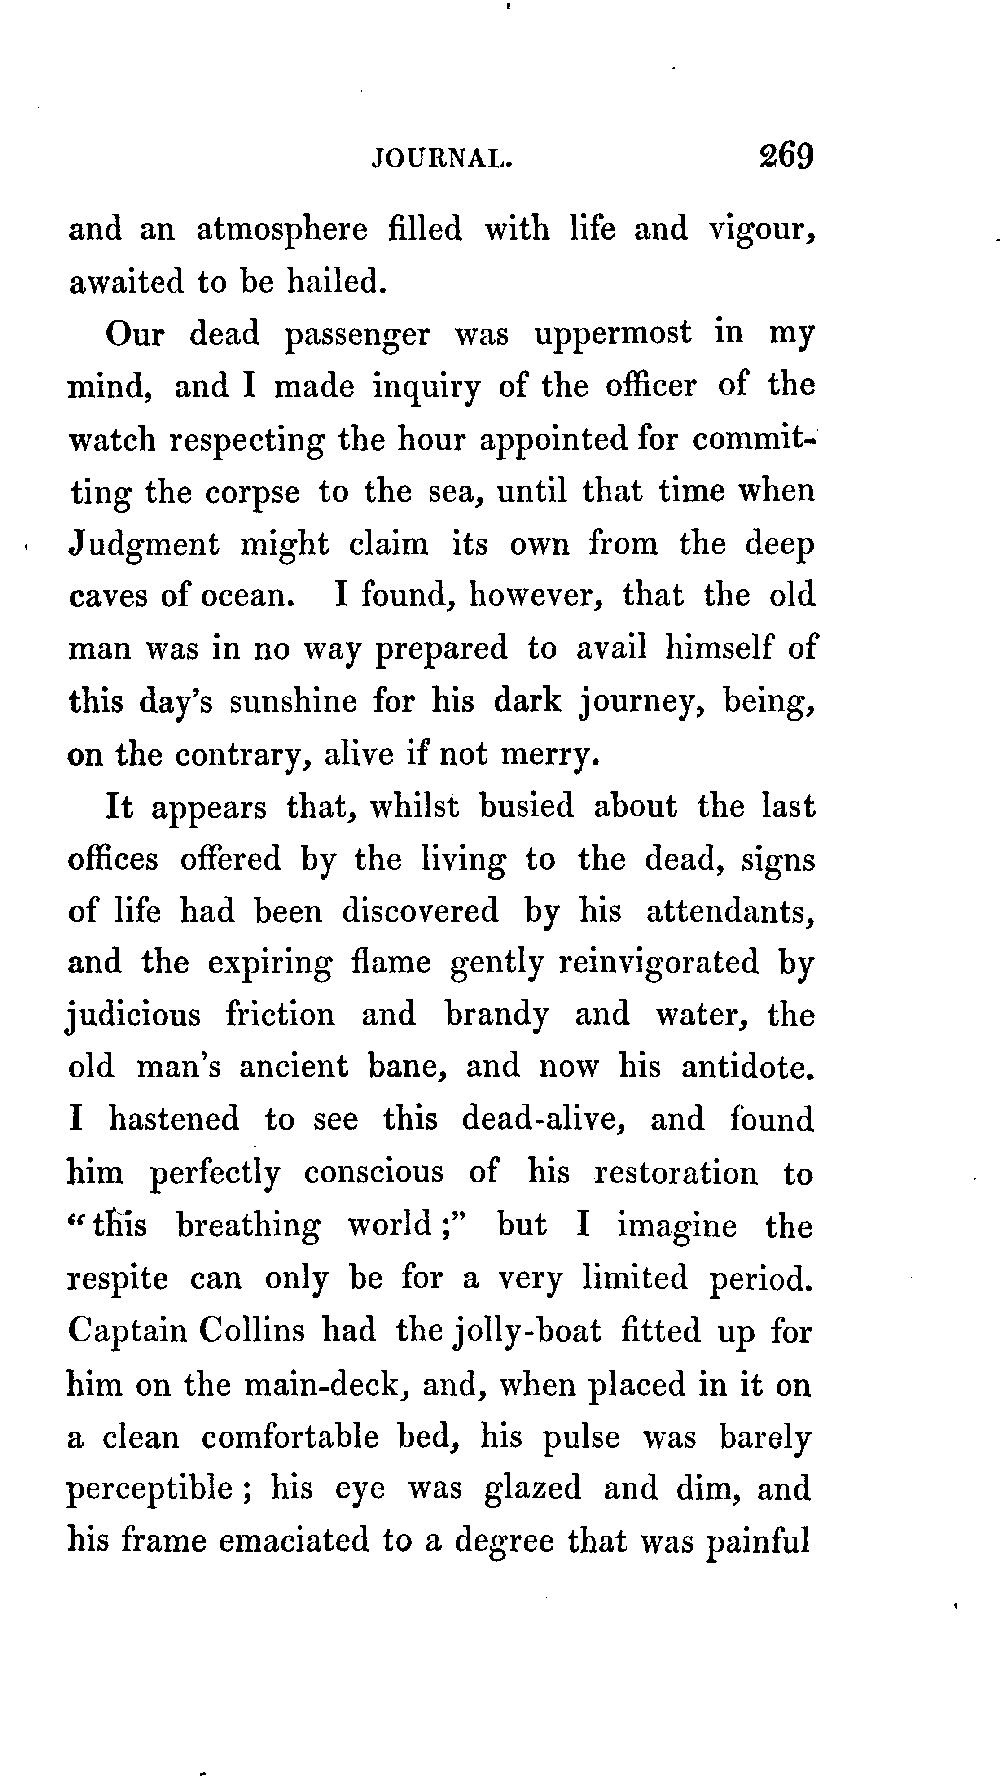 JOURNAL. 269
and an atmosphere filled with life and vigour,
awaited to be hailed.
Our dead passenger was uppermost in my
mind, and I made inquiry of the officer of the
watch respecting the hour appointed for commit-
ting the corpse to the sea, until that time when
Judgment might claim its own from the deep
caves of ocean. I found, however, that the old
man was in no way prepared to avail himself of
this day's sunshine for his dark journey, being,
on the contrary, alive if not merry.
It appears that, whilst busied about the last
offices offered by the living to the dead, signs
of life had been discovered by his attendants,
and the expiring flame gently reinvigorated by
judicious friction and brandy and water, the
old man's ancient bane, and now his antidote.
I hastened to see this dead-alive, and found
him perfectly conscious of his restoration to
“this breathing world ;” but I imagine the
respite can only be for a very limited period.
Captain Collins had the jolly-boat fitted up for
him on the main-deck, and, when placed in it on
a clean comfortable bed, his pulse was barely
perceptible ; his eye was glazed and dim, and
his frame emaciated to a degree that was painful